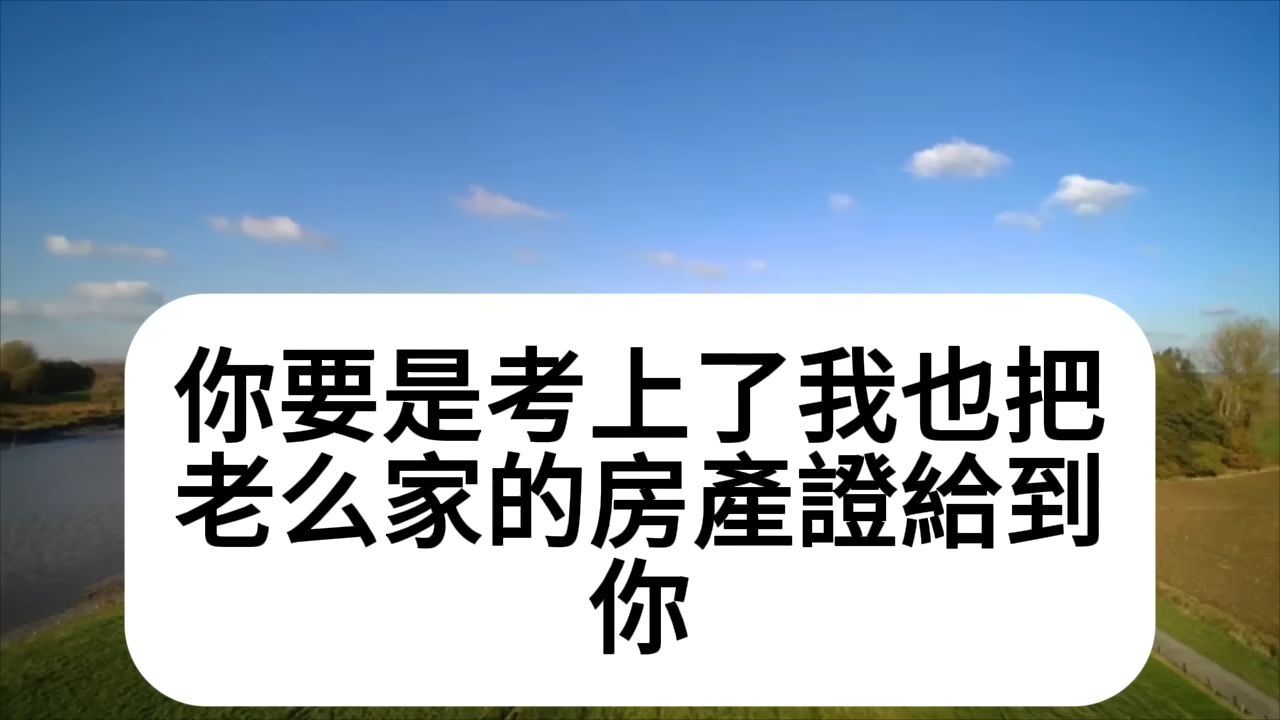 你要是考上了我也把
老么家的房產證給到
你